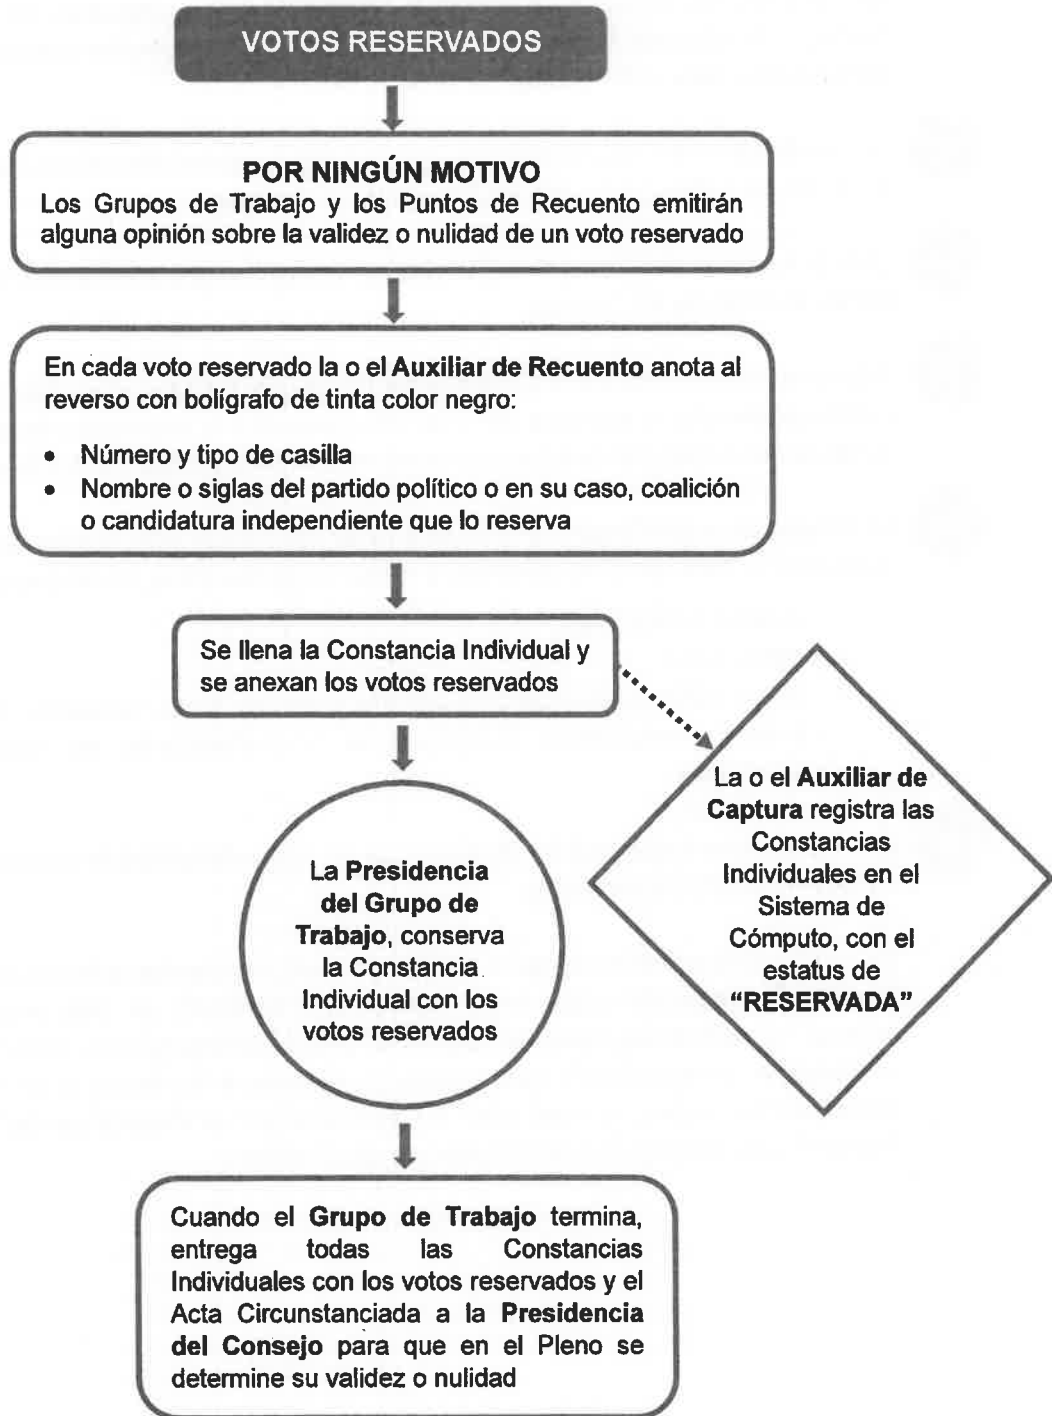 VOTOS RESERVADOS
POR NINGÚN MOTIVO
Los Grupos de Trabajo y los Puntos de Recuento emitirán
alguna opinión sobre la validez o nulidad de un voto reservado
En cada voto reservado la o el Auxiliar de Recuento anota al
reverso con bolígrafo de tinta color negro:
• Número y tipo de casilla
• Nombre o siglas del partido político o en su caso, coalición
o candidatura independiente que lo reserva
Se llena la Constancia Individual y
se anexan los votos reservados
La o el Auxiliar de
Captura registra las
Constancias
Individuales en el
Sistema de
Cómputo, con el
estatus de
“RESERVADA”
La Presidencia
del Grupo de
Trabajo, conserva
la Constancia
Individual con los
votos reservados
Cuando el Grupo de Trabajo termina,
entrega todas las Constancias
Individuales con los votos reservados y el
Acta Circunstanciada a la Presidencia
del Consejo para que en el Pleno se
determine su validez o nulidad